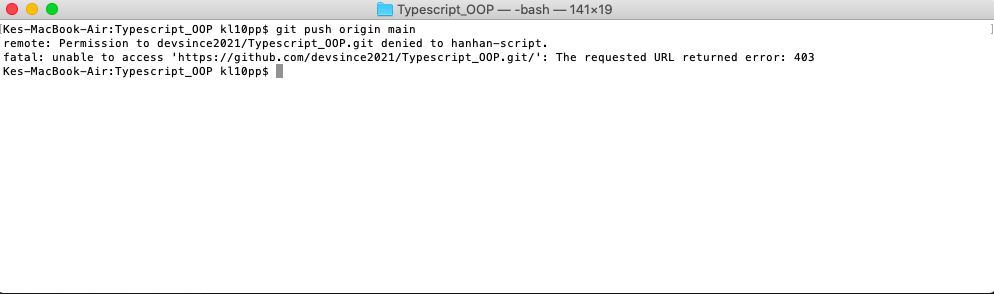 Typescript_OOP — -bash — 141×19
[Kes-MacBook-Air:Typescript_OOP kl10pp$ git push origin main ]
remote: Permission to devsince2021/Typescript_OOP.git denied to hanhan-script.
fatal: unable to access 'https://github.com/devsince2021/Typescript_OOP.git/': The requested URL returned error: 403
Kes-MacBook-Air:Typescript_OOP kl10pp$